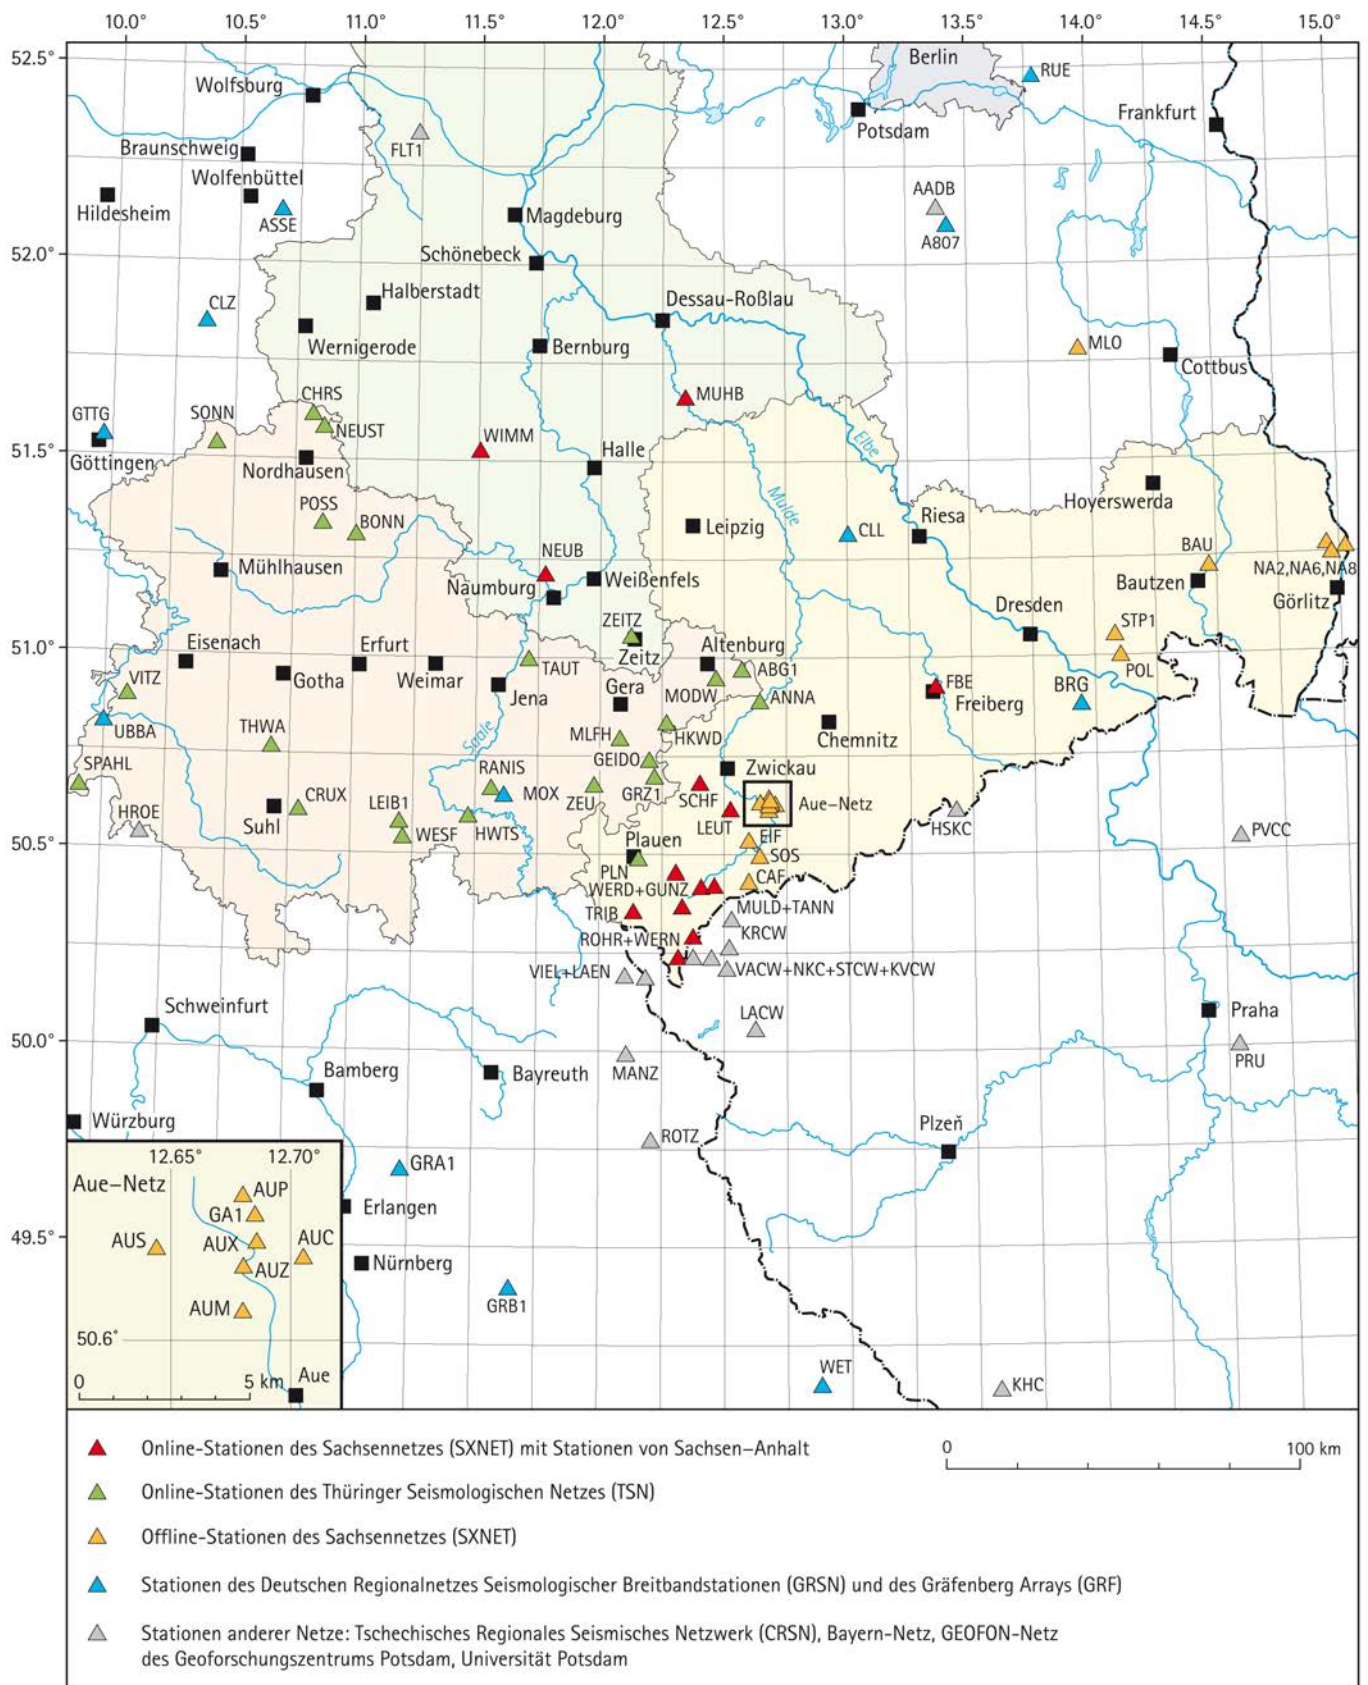 10.0° 10.5° 11.0° 11.5° 12.0° 12.5° 13.0° 13.5° 14.0° 14.5° 15.0°
52.5°
Berlin
RUE
Wolfsburg
Frankfurt
FLT1
Potsdam
Braunschweig
Wolfenbüttel
AADB
Hildesheim
ASSE
Magdeburg
A807
52.0°
Schönebeck
CLZ
Halberstadt
Dessau-Roßlau
Wernigerode
Bernburg
MLO
Cottbus
CHRS
MUHB
GTTG
SONN
NEUST
WIMM
Elbe
51.5°
Göttingen
Nordhausen
Halle
POSS
Mulde
Hoyerswerda
BONN
Leipzig
CLL
Riesa
NEUB
BAU
Mühlhausen
Naumburg
Weißenfels
Bautzen
NA2,NA6,NA8
Görlitz
ZEITZ
Dresden
STP1
51.0°
Eisenach
Erfurt
Zeitz
Altenburg
TAUT
ABG1
POL
VITZ
Gotha
Weimar
Jena
Gera
MODW
ANNA
FBE
Freiberg
BRG
UBBA
THWA
Saale
MLFH
HKWD
Chemnitz
SPAHL
GEIDO
RANIS
Zwickau
HROE
CRUX
LEIB1
MOX
ZEU
GRZ1
SCHF
Aue–Netz
Suhl
WESF
HWTS
LEUT
HSKC
PVCC
50.5°
Plauen
EIF
SOS
PLN
WERD+GUNZ
CAF
TRIB
MULD+TANN
ROHR+WERN
KRCW
VIEL+LAEN
VACW+NKC+STCW+KVCW
Schweinfurt
LACW
Praha
50.0°
Bamberg
Bayreuth
MANZ
PRU
Würzburg
ROTZ
Plzeň
12.65° 12.70°
GRA1
Aue–Netz
AUP
GA1
Erlangen
49.5°
AUS
AUX
AUC
AUZ
Nürnberg
AUM
GRB1
50.6°
WET
KHC
0 5 km
Aue
Online-Stationen des Sachsennetzes (SXNET) mit Stationen von Sachsen–Anhalt
0 100 km
Online-Stationen des Thüringer Seismologischen Netzes (TSN)
Offline-Stationen des Sachsennetzes (SXNET)
Stationen des Deutschen Regionalnetzes Seismologischer Breitbandstationen (GRSN) und des Gräfenberg Arrays (GRF)
Stationen anderer Netze: Tschechisches Regionales Seismisches Netzwerk (CRSN), Bayern-Netz, GEOFON-Netz
des Geoforschungszentrums Potsdam, Universität Potsdam